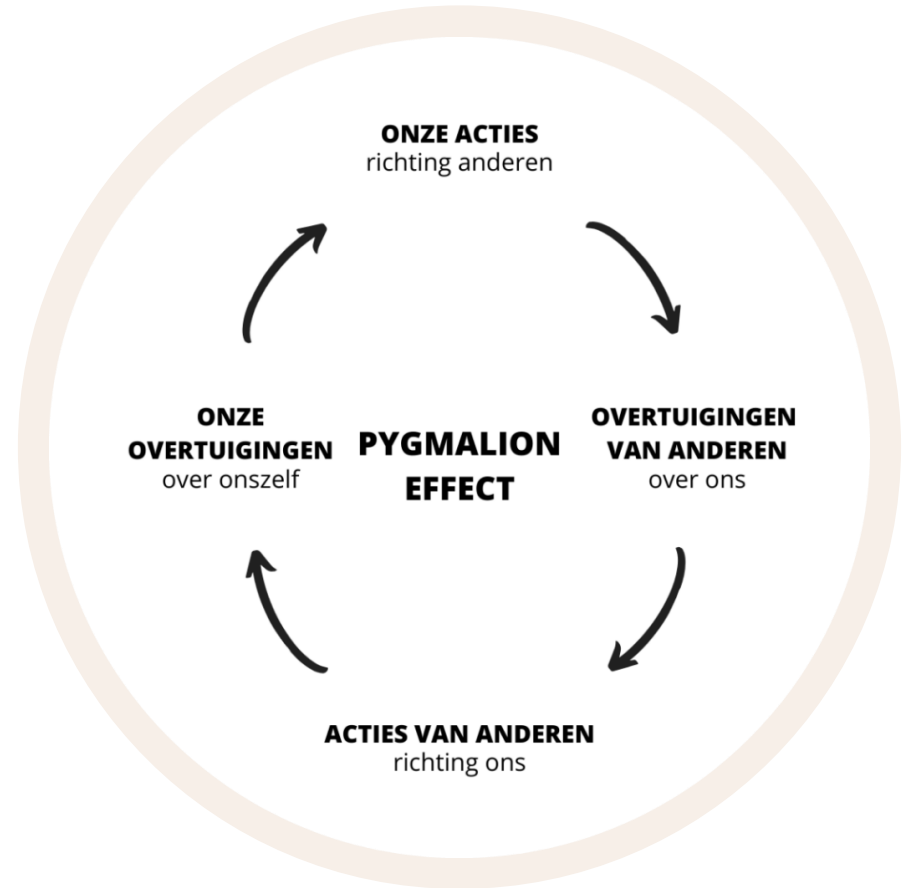 ONZE ACTIES
richting anderen
ONZE
OVERTUIGINGEN
over onszelf
PYGMALION
EFFECT
OVERTUIGINGEN
VAN ANDEREN
over ons
ACTIES VAN ANDEREN
richting ons